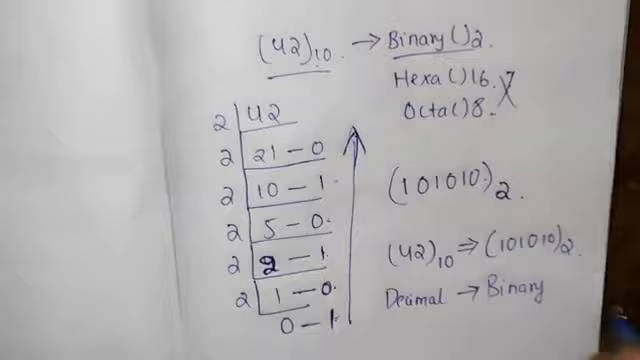 (42)10 → Binary ( )2.
Hexa ( )16.
Octa( )8.
2 | 42
2 | 21 - 0
2 | 10 - 1.
2 | 5 - 0.
2 | 2 - 1.
2 | 1 - 0.
0 - 1.
(101010)2.
(42)10 ⇒ (101010)2.
Decimal → Binary